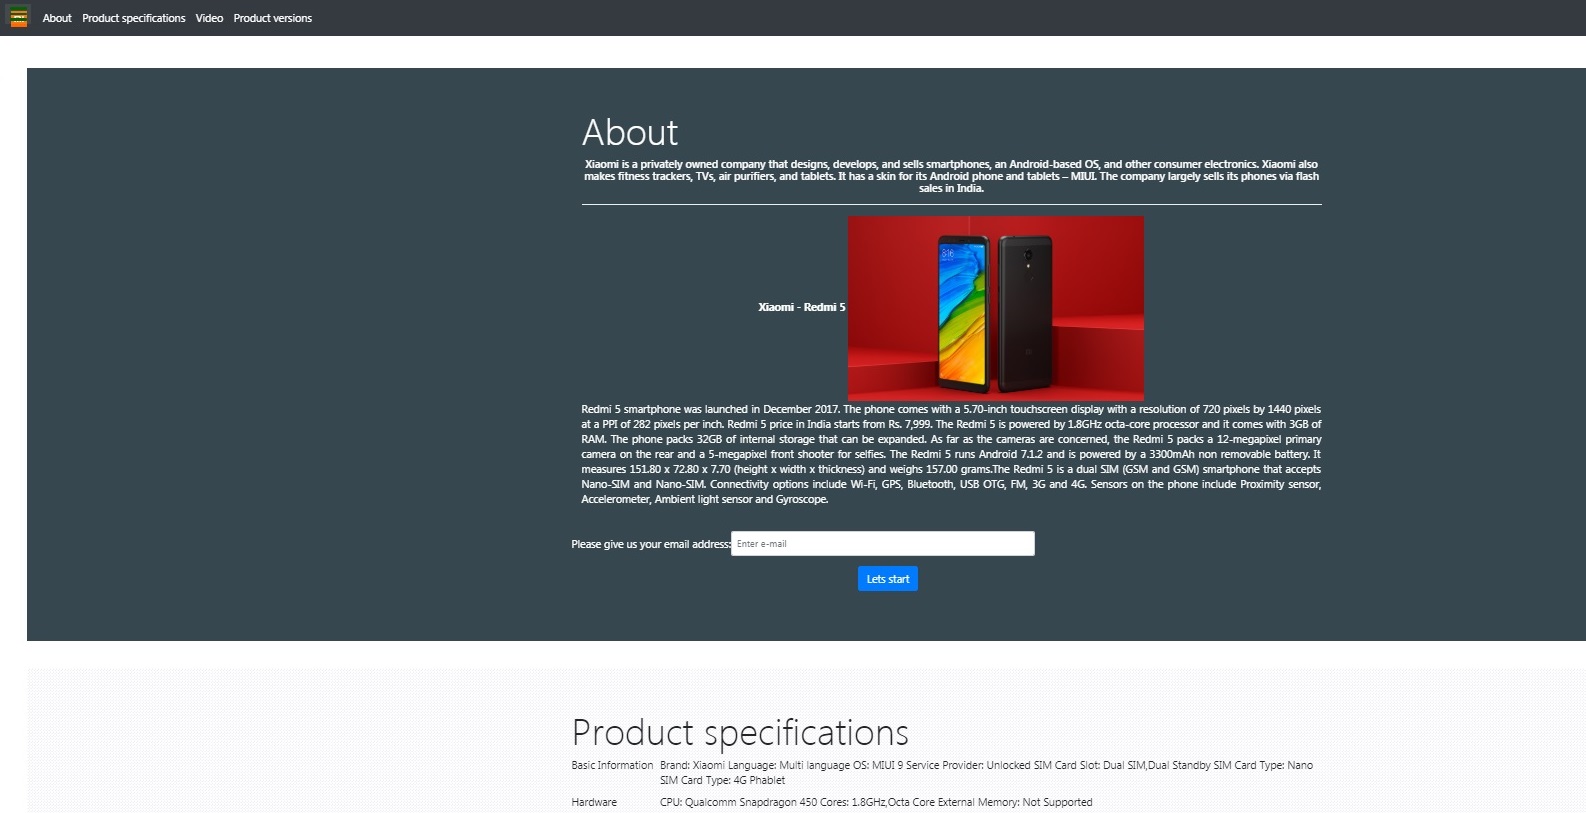 About Product specifications Video Product versions
About
Xiaomi is a privately owned company that designs, develops, and sells smartphones, an Android-based OS, and other consumer electronics. Xiaomi also
makes fitness trackers, TVs, air purifiers, and tablets. It has a skin for its Android phone and tablets – MIUI. The company largely sells its phones via flash
sales in India.
8:16
Xiaomi - Redmi 5
Redmi 5 smartphone was launched in December 2017. The phone comes with a 5.70-inch touchscreen display with a resolution of 720 pixels by 1440 pixels
at a PPI of 282 pixels per inch. Redmi 5 price in India starts from Rs. 7,999. The Redmi 5 is powered by 1.8GHz octa-core processor and it comes with 3GB of
RAM. The phone packs 32GB of internal storage that can be expanded. As far as the cameras are concerned, the Redmi 5 packs a 12-megapixel primary
camera on the rear and a 5-megapixel front shooter for selfies. The Redmi 5 runs Android 7.1.2 and is powered by a 3300mAh non removable battery. It
measures 151.80 x 72.80 x 7.70 (height x width x thickness) and weighs 157.00 grams.The Redmi 5 is a dual SIM (GSM and GSM) smartphone that accepts
Nano-SIM and Nano-SIM. Connectivity options include Wi-Fi, GPS, Bluetooth, USB OTG, FM, 3G and 4G. Sensors on the phone include Proximity sensor,
Accelerometer, Ambient light sensor and Gyroscope.
Please give us your email address: Enter e-mail
Lets start
Product specifications
Basic Information Brand: Xiaomi Language: Multi language OS: MIUI 9 Service Provider: Unlocked SIM Card Slot: Dual SIM,Dual Standby SIM Card Type: Nano
SIM Card Type: 4G Phablet
Hardware CPU: Qualcomm Snapdragon 450 Cores: 1.8GHz,Octa Core External Memory: Not Supported